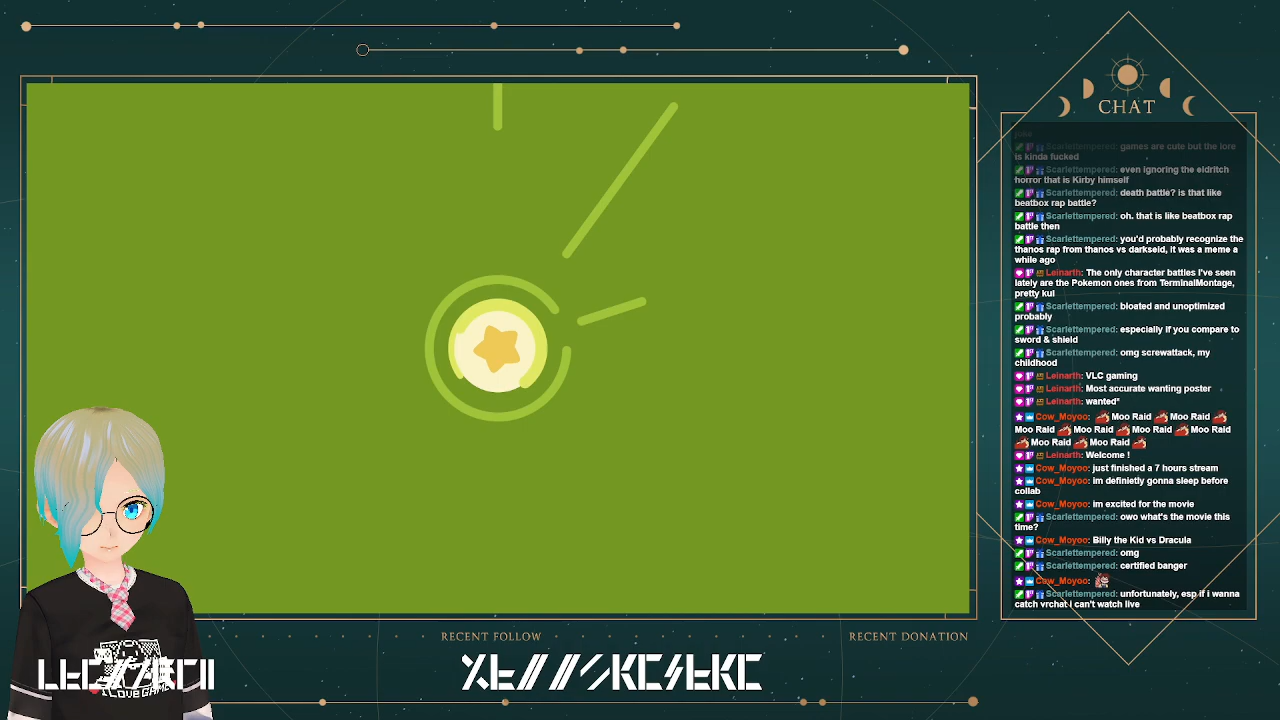 CHAT
Scarlettempered: games are cute but the lore
is kinda fucked
Scarlettempered: even ignoring the eldritch
horror that is Kirby himself
Scarlettempered: death battle? is that like
beatbox rap battle?
Scarlettempered: oh. that is like beatbox rap
battle then
Scarlettempered: you'd probably recognize the
thanos rap from thanos vs darkseid, it was a meme a
while ago
Leinarth: The only character battles I've seen
lately are the Pokemon ones from TerminalMontage,
pretty kul
Scarlettempered: bloated and unoptimized
probably
Scarlettempered: especially if you compare to
sword & shield
Scarlettempered: omg screwattack, my
childhood
Leinarth: VLC gaming
Leinarth: Most accurate wanting poster
Leinarth: wanted*
Cow_Moyoo: Moo Raid Moo Raid
Moo Raid Moo Raid Moo Raid Moo Raid
Moo Raid Moo Raid
Leinarth: Welcome !
Cow_Moyoo: just finished a 7 hours stream
Cow_Moyoo: im definietly gonna sleep before
collab
Cow_Moyoo: im excited for the movie
Scarlettempered: owo what's the movie this
time?
Cow_Moyoo: Billy the Kid vs Dracula
Scarlettempered: omg
Scarlettempered: certified banger
Cow_Moyoo:
Scarlettempered: unfortunately, esp if i wanna
catch vrchat I can't watch live
RECENT FOLLOW
RECENT DONATION
I LOVE GAM